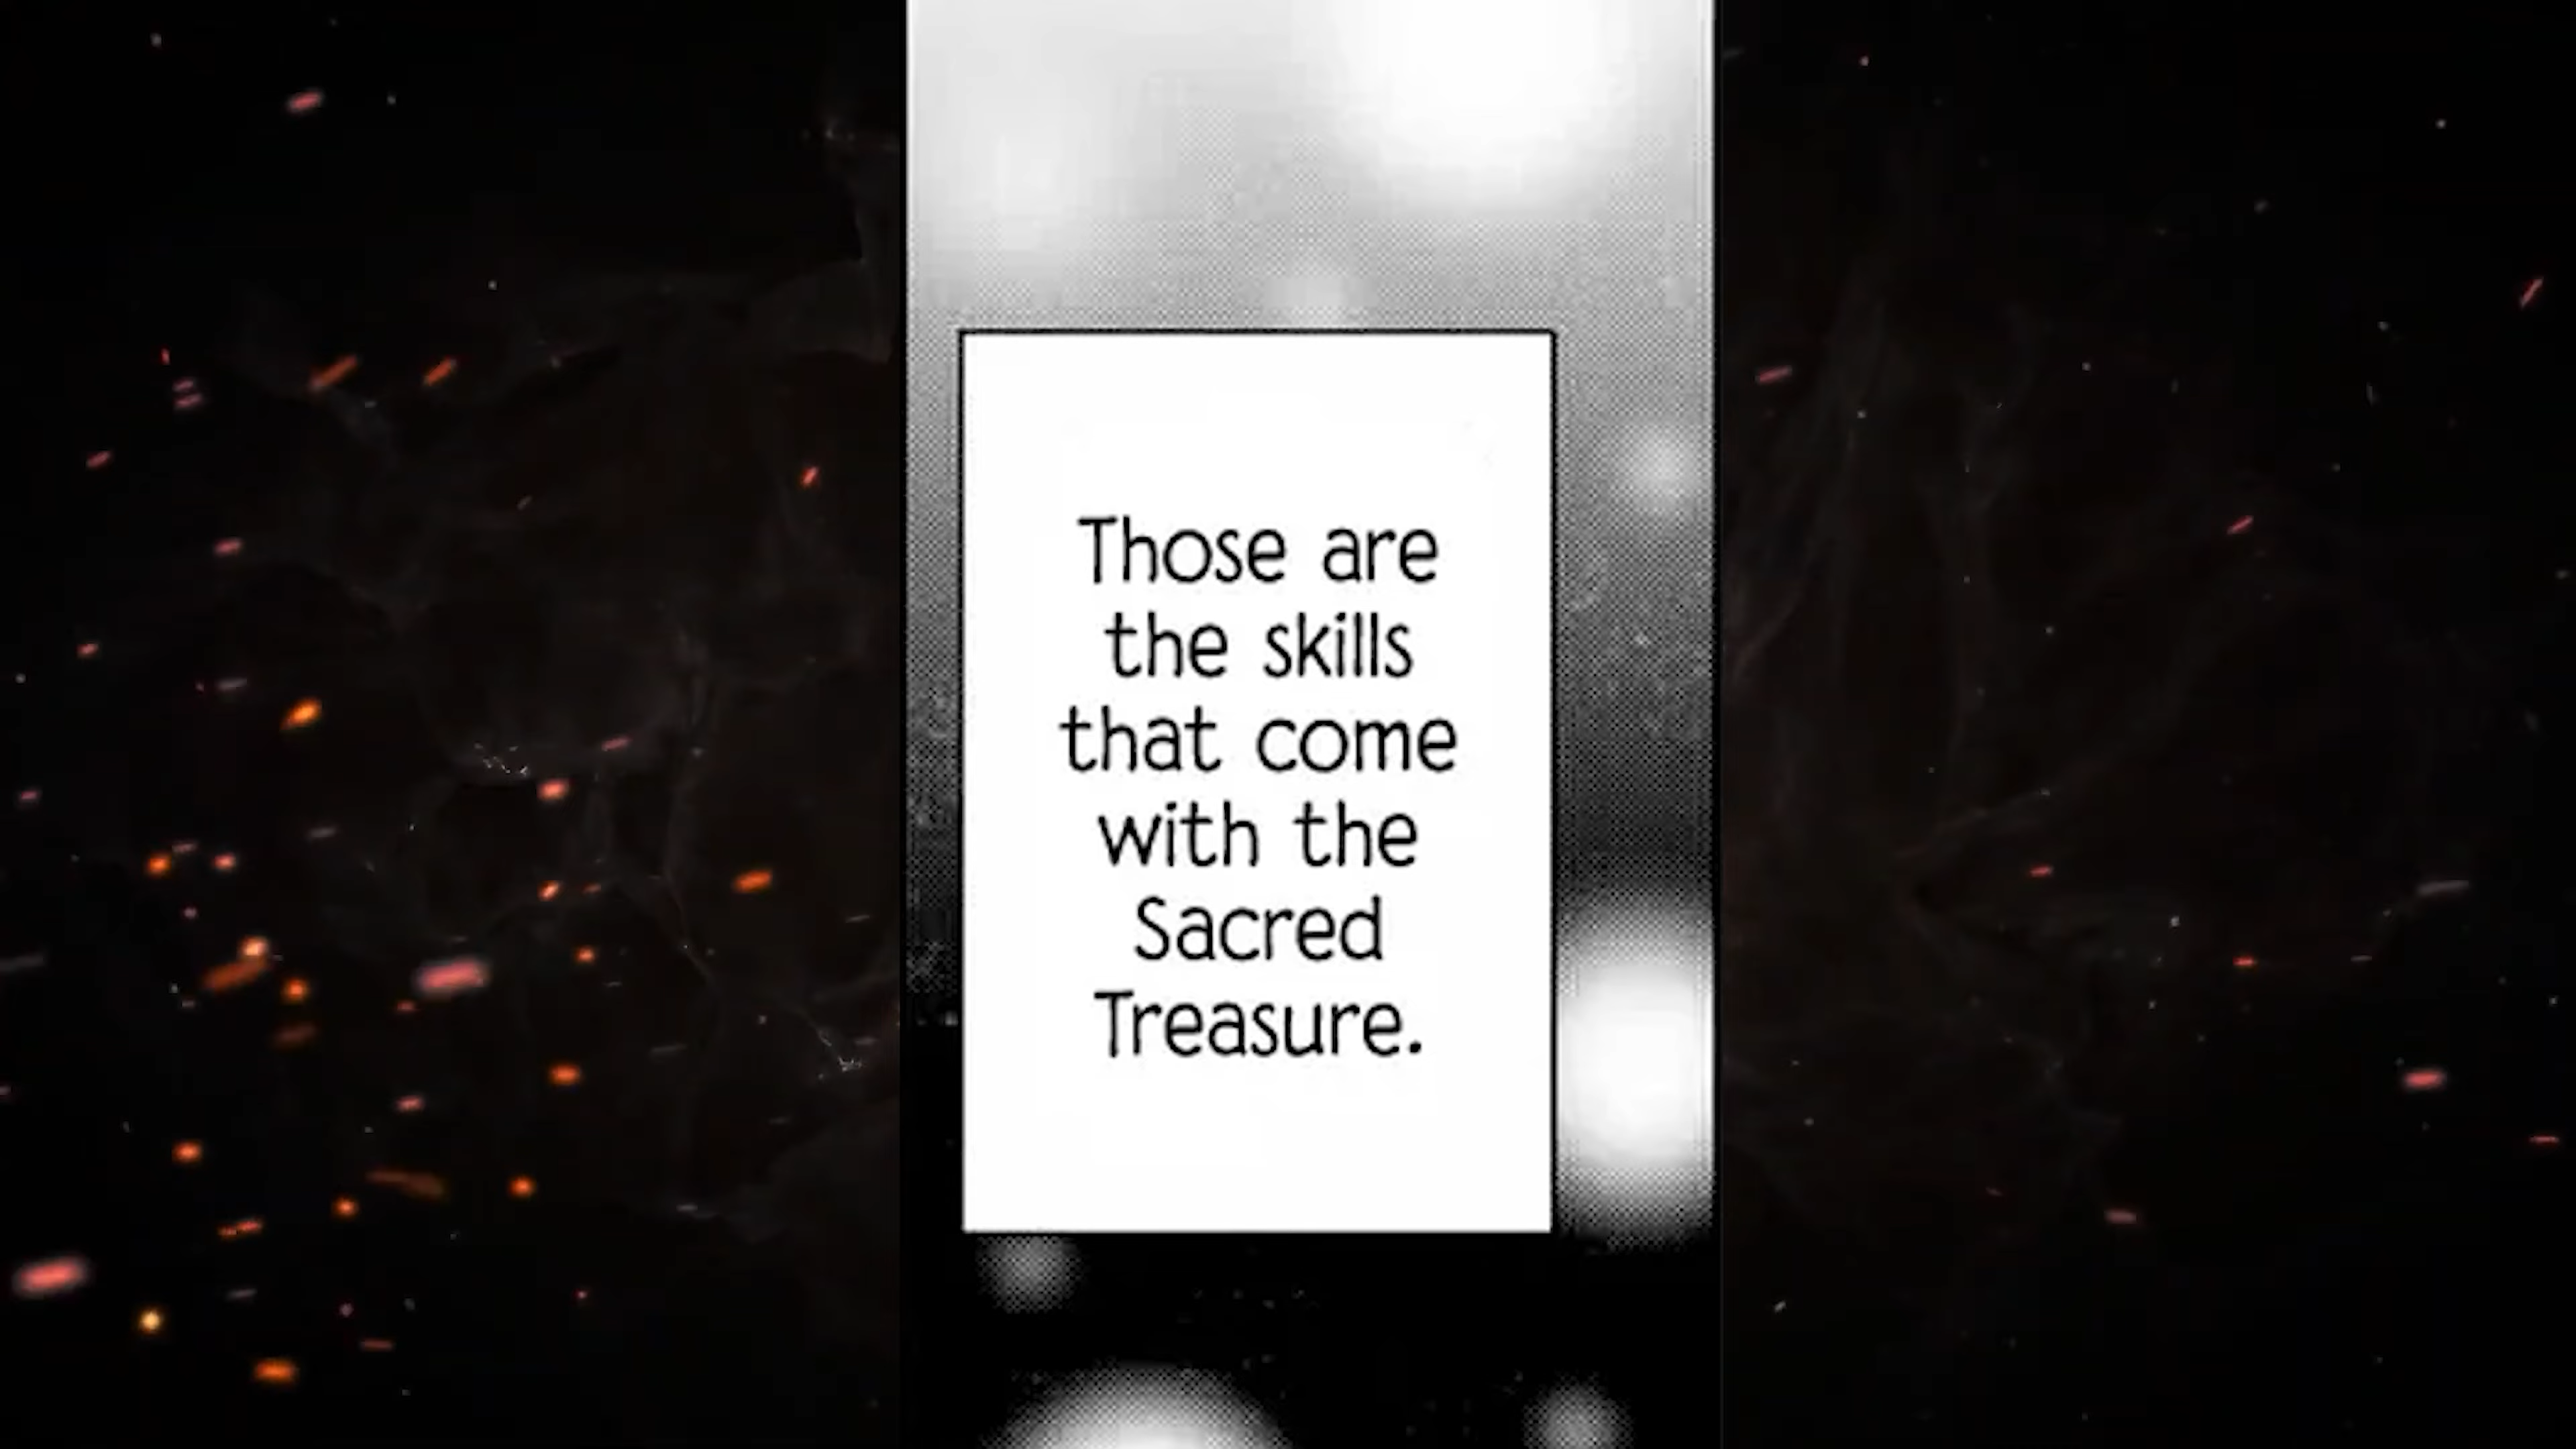 Those are
the skills
that come
with the
Sacred
Treasure.